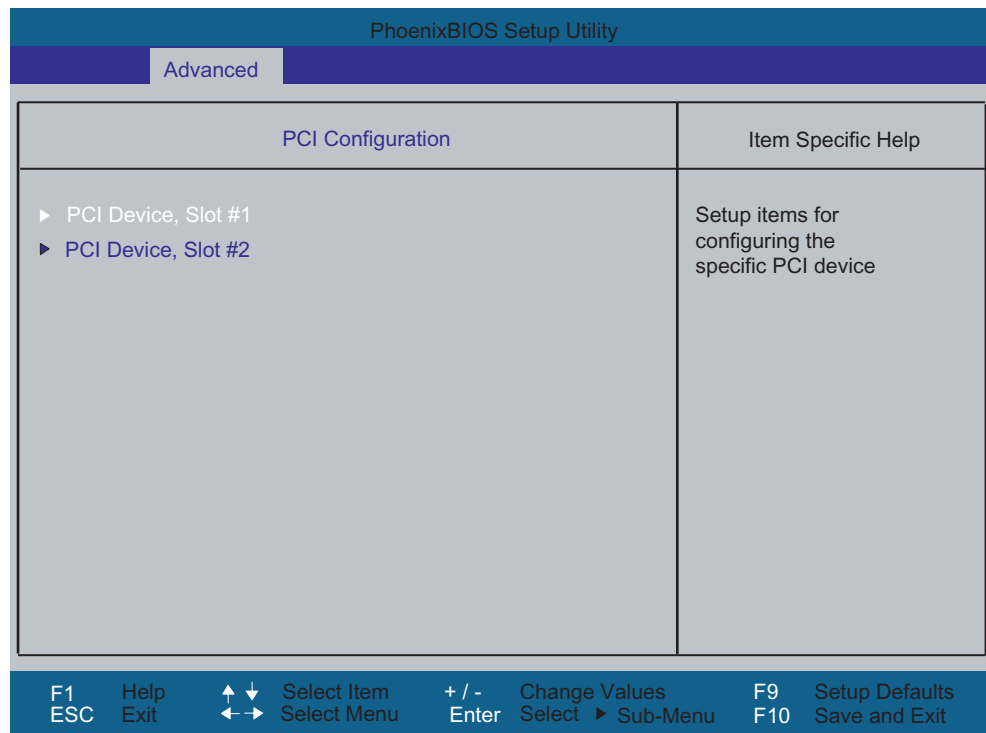 PhoenixBIOS Setup Utility
Advanced
PCI Configuration
Item Specific Help
PCI Device, Slot #1
PCI Device, Slot #2
Setup items for
configuring the
specific PCI device
F1 Help Select Item + / - Change Values F9 Setup Defaults
ESC Exit Select Menu Enter Select Sub-Menu F10 Save and Exit